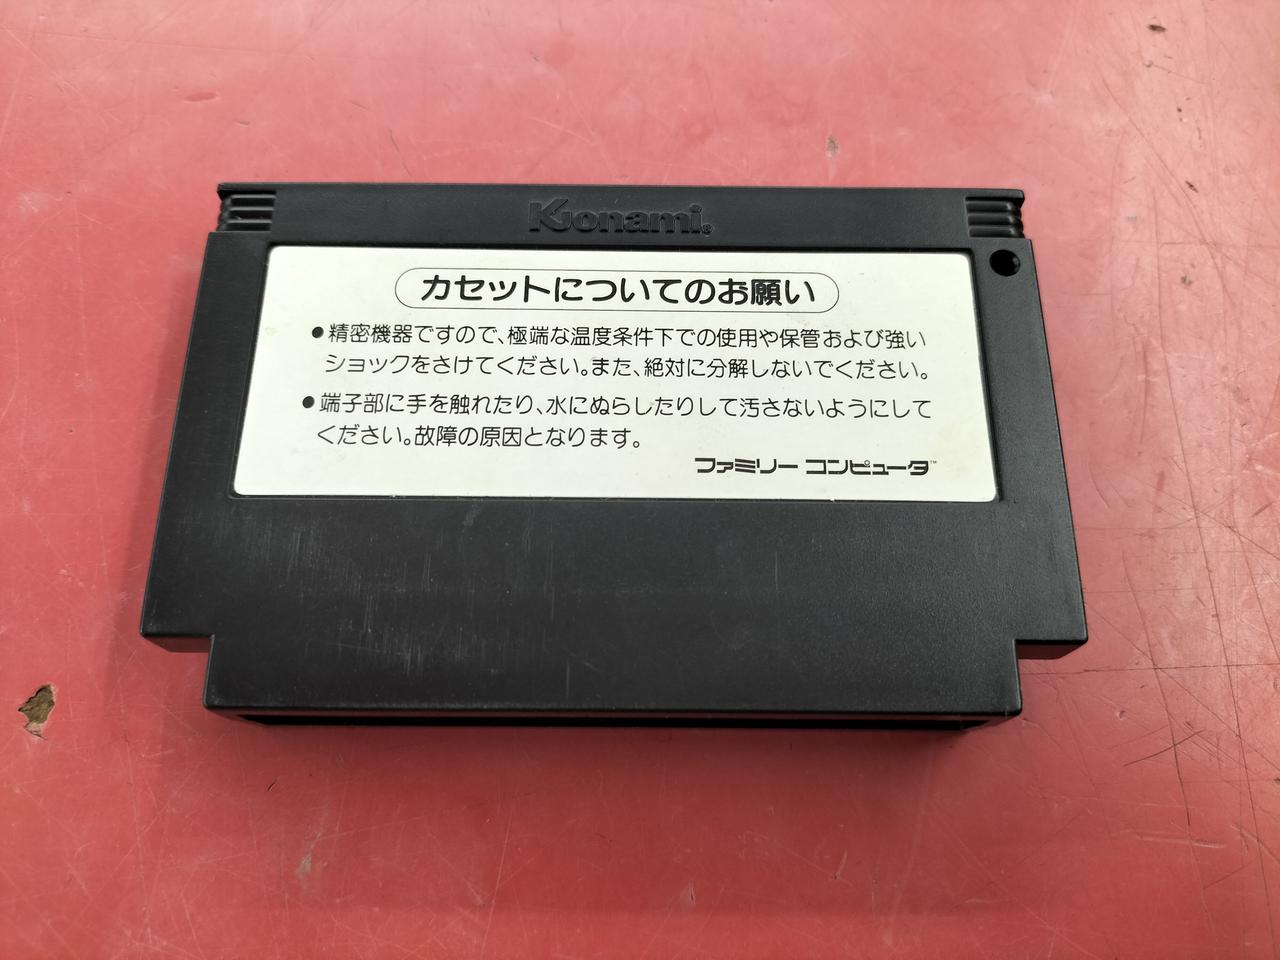 Konami®
カセットについてのお願い
●精密機器ですので、極端な温度条件下での使用や保管および強い
ショックをさけてください。また、絶対に分解しないでください。
●端子部に手を触れたり、水にぬらしたりして汚さないようにして
ください。故障の原因となります。
ファミリー コンピュータ™